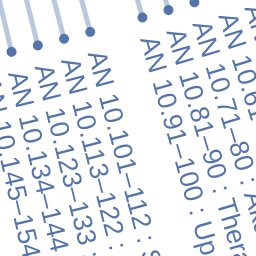 AN 10.61
AN 10.71–80 : Ak
AN 10.81–90 : Thera
AN 10.91–100 : Up
AN 10.101–112 :
AN 10.113–122 :
AN 10.123–133 :
AN 10.134–144
AN 10.145–154